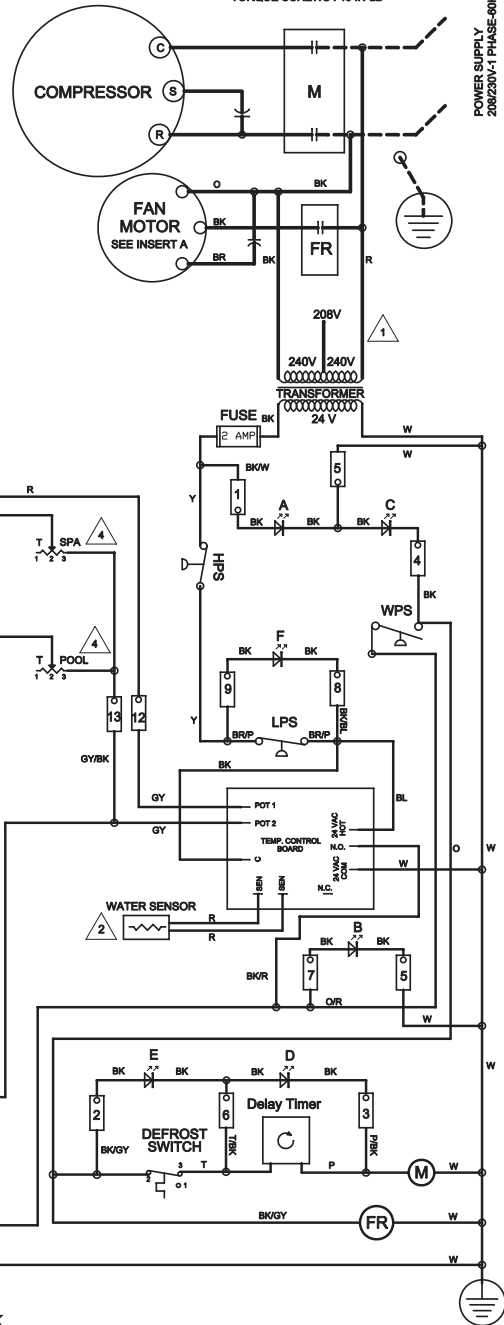 POWER SUPPLY
208/230V-1 PHASE-60
C
COMPRESSOR
S
M
R
O
BK
FAN
MOTOR
SEE INSERT A
BK
FR
BR
BK
R
208V
1
240V
240V
TRANSFORMER
24 V
FUSE
BK
2 AMP
W
W
BK/W
5
R
1
Y
A
C
BK
BK
BK
T
SPA
4
1 2 3
HPS
4
BK
WPS
F
4
BK
BK
T
POOL
1 2 3
9
8
BK/BL
13
12
LPS
Y
BR/P
BR/P
GY/BK
BK
BL
GY
POT 1
GY
POT 2
TEMP. CONTROL
BOARD
24 VAC
HOT
N.O.
24 VAC
COM
O
W
C
W
SEN
SEN
N.C.
WATER SENSOR
2
R
R
B
BK
BK
BK/R
7
5
O/R
W
E
D
W
BK
BK
BK
BK
2
6
Delay Timer
3
DEFROST
SWITCH
BK/GY
T/BK
P/BK
3
T
P
M
W
2
1
BK/GY
FR
W
W